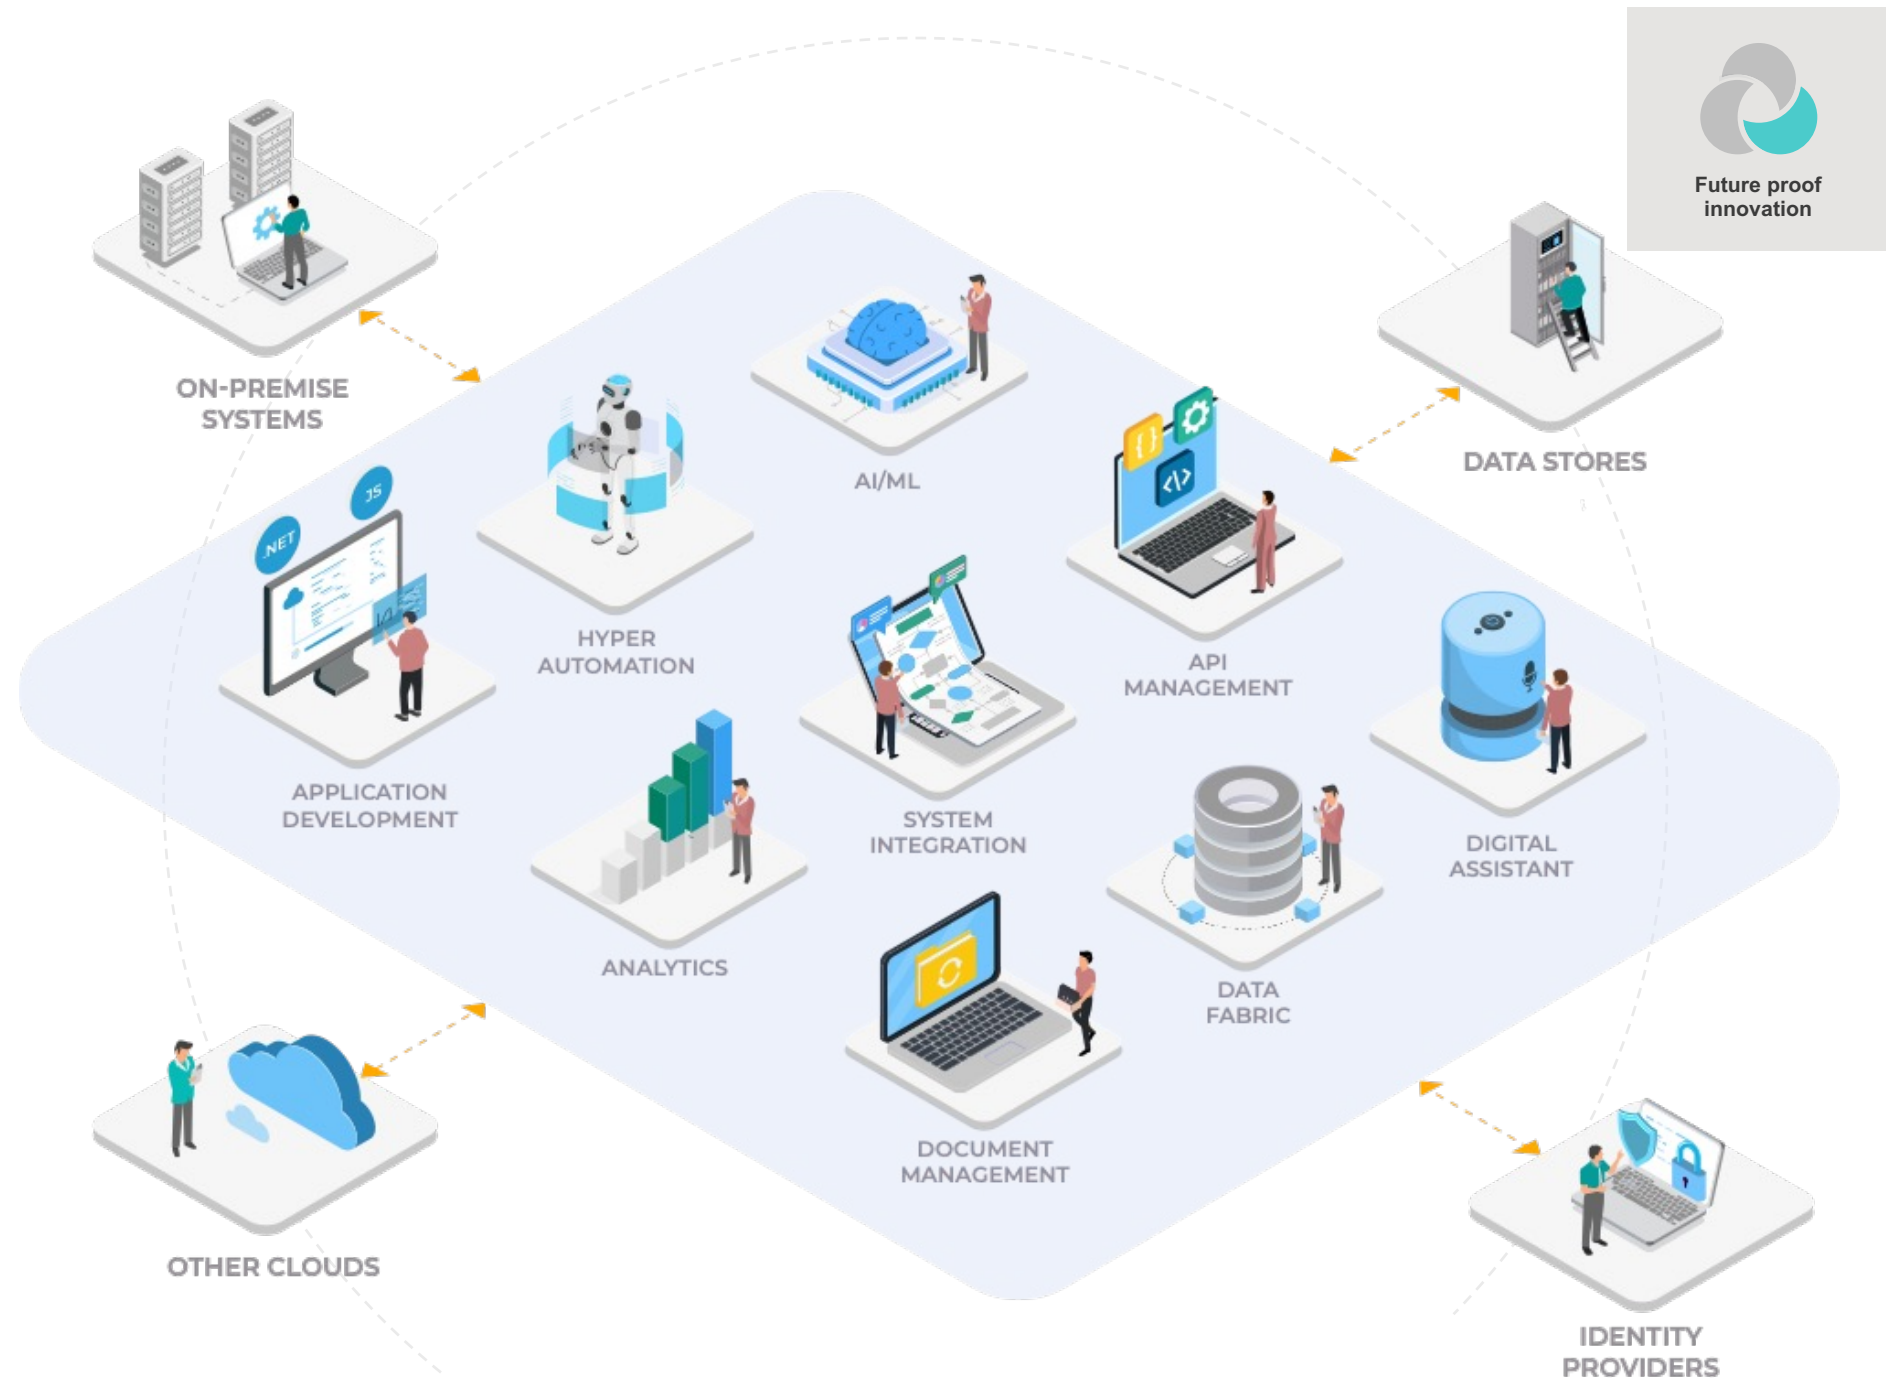 Future proof
innovation
ON-PREMISE
SYSTEMS
DATA STORES
AI/ML
JS
.NET
{}
</>
HYPER
AUTOMATION
API
MANAGEMENT
APPLICATION
DEVELOPMENT
SYSTEM
INTEGRATION
DIGITAL
ASSISTANT
ANALYTICS
DATA
FABRIC
DOCUMENT
MANAGEMENT
OTHER CLOUDS
IDENTITY
PROVIDERS